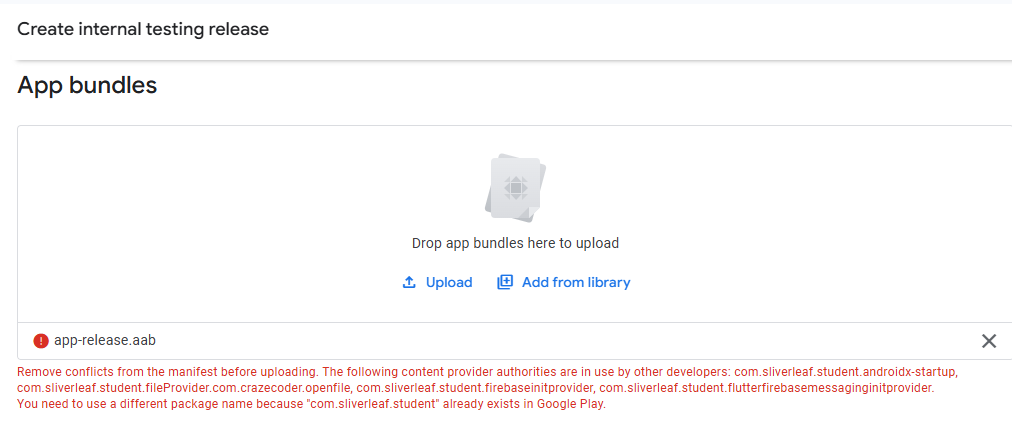 Create internal testing release
App bundles
Drop app bundles here to upload
Upload
Add from library
app-release.aab
Remove conflicts from the manifest before uploading. The following content provider authorities are in use by other developers: com.sliverleaf.student.androidx-startup,
com.sliverleaf.student.fileProvider.com.crazecoder.openfile, com.sliverleaf.student.firebaseinitprovider, com.sliverleaf.student.flutterfirebasemessaginginitprovider.
You need to use a different package name because "com.sliverleaf.student" already exists in Google Play.